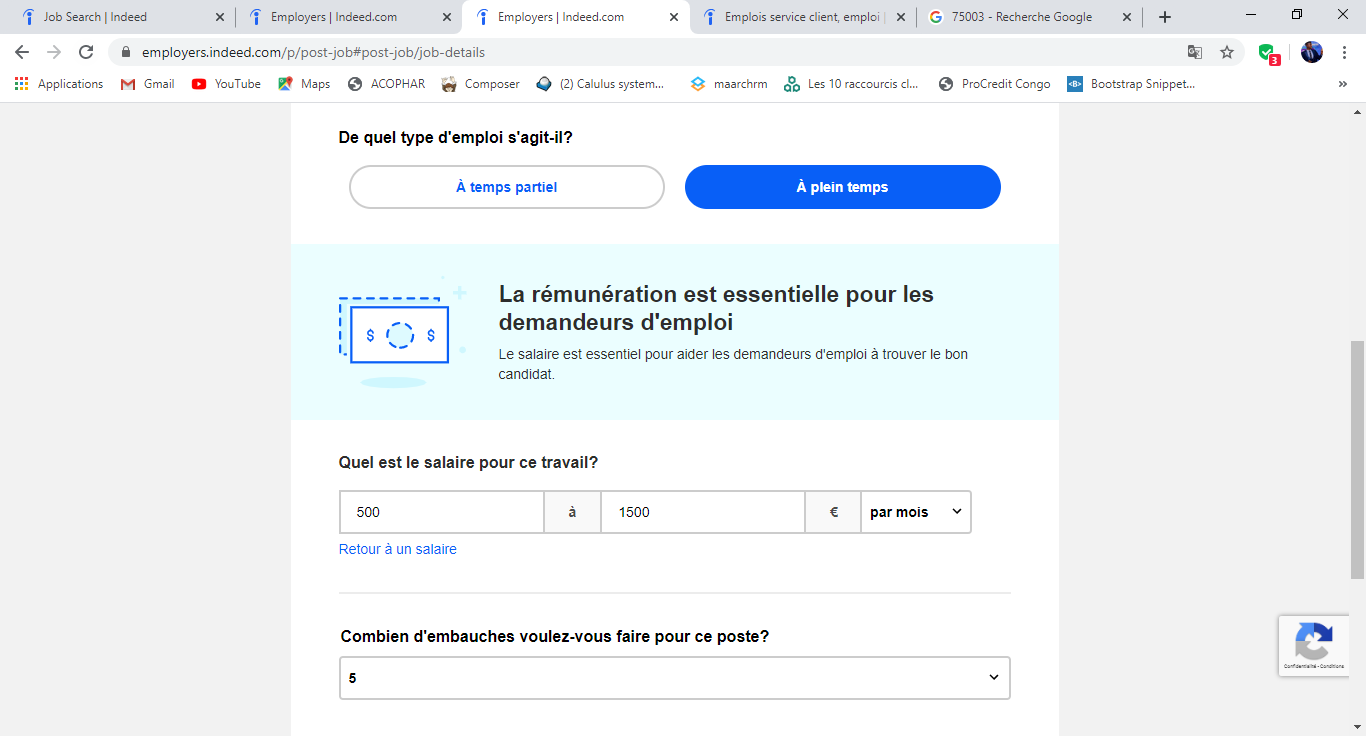 Job Search | Indeed
Employers | Indeed.com
Employers | Indeed.com
Emplois service client, emploi
75003 - Recherche Google
employers.indeed.com/p/post-job#post-job/job-details
3
Applications
Gmail
YouTube
Maps
ACOPHAR
Composer
(2) Calulus system...
maarchrm
Les 10 raccourcis cl...
ProCredit Congo
<B>
Bootstrap Snippet...
»
De quel type d'emploi s'agit-il?
À temps partiel
À plein temps
$ $
La rémunération est essentielle pour les
demandeurs d'emploi
Le salaire est essentiel pour aider les demandeurs d'emploi à trouver le bon
candidat.
Quel est le salaire pour ce travail?
500 à 1500 € par mois
Retour à un salaire
Combien d'embauches voulez-vous faire pour ce poste?
5
Confidentialité - Conditions